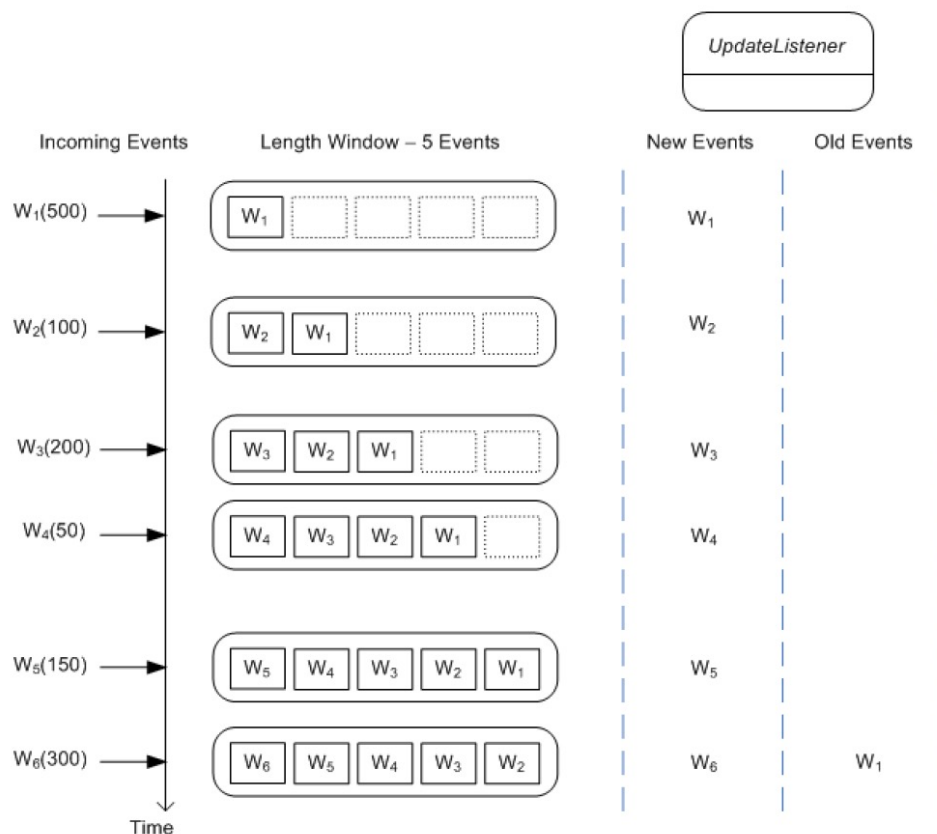 UpdateListener
Incoming Events Length Window – 5 Events New Events Old Events
W₁(500) W₁ W₁
W₂(100) W₂ W₁ W₂
W₃(200) W₃ W₂ W₁ W₃
W₄(50) W₄ W₃ W₂ W₁ W₄
W₅(150) W₅ W₄ W₃ W₂ W₁ W₅
W₆(300) W₆ W₅ W₄ W₃ W₂ W₆ W₁
Time